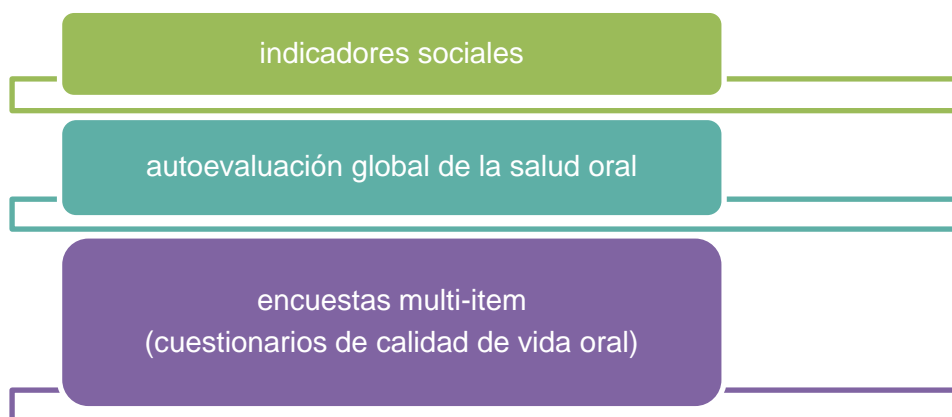 indicadores sociales
autoevaluación global de la salud oral
encuestas multi-item
(cuestionarios de calidad de vida oral)